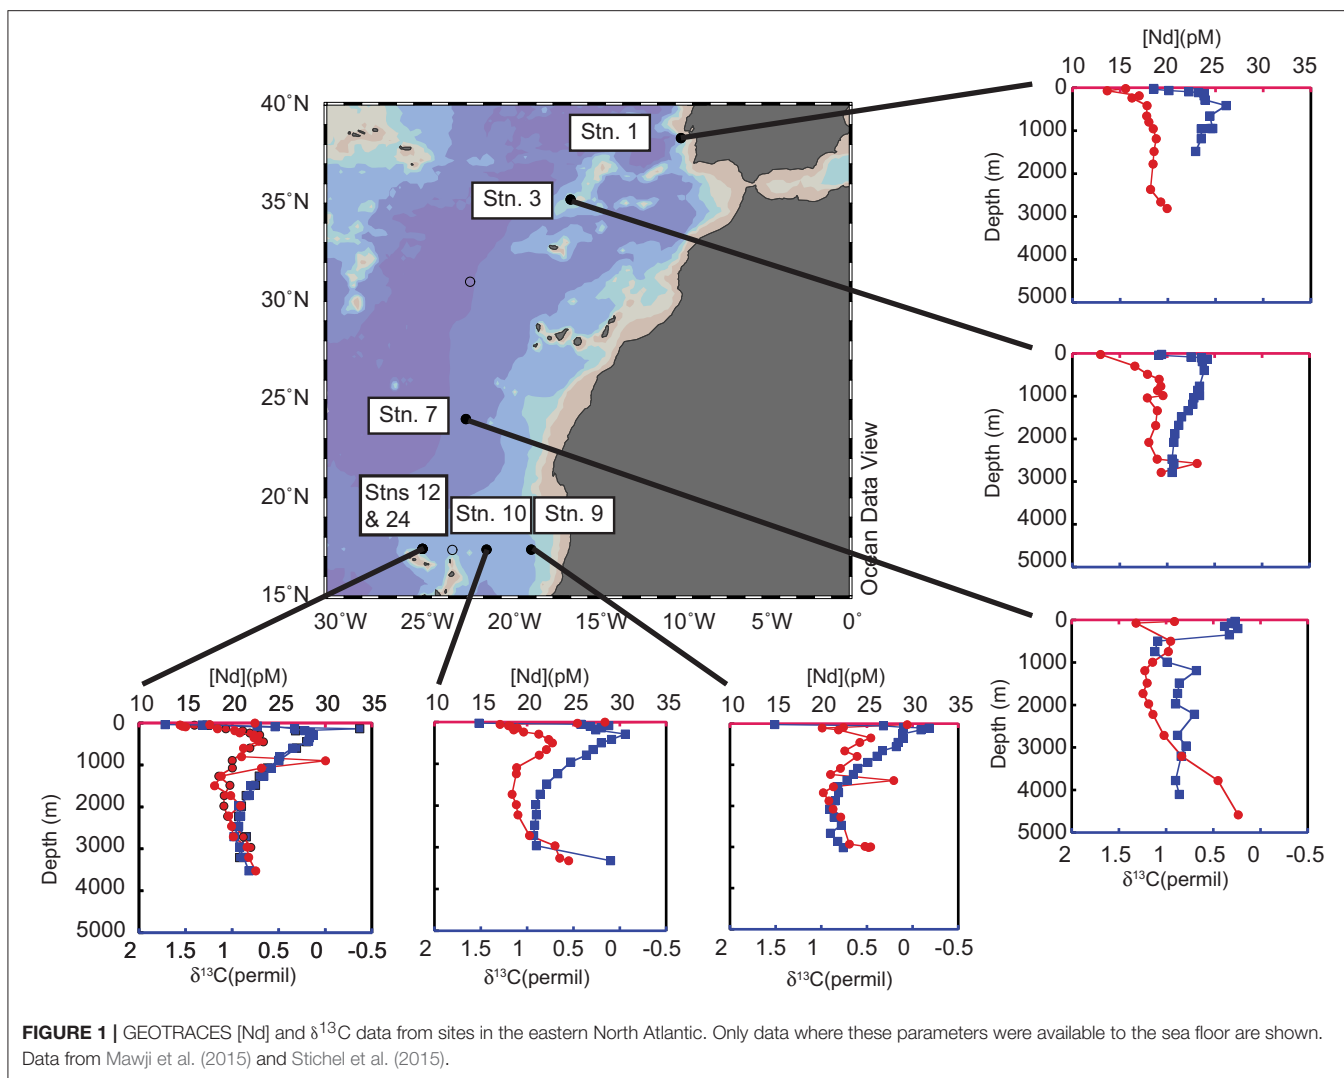 [Nd](pM)
10 15 20 25 30 35
0
1000
2000
3000
4000
5000
Depth (m)
40°N
35°N
30°N
25°N
20°N
15°N
Stn. 1
Stn. 3
Stn. 7
Stns 12
& 24
Stn. 10
Stn. 9
Ocean Data View
30°W 25°W 20°W 15°W 10°W 5°W 0°
0
1000
2000
3000
4000
5000
Depth (m)
0
1000
2000
3000
4000
5000
Depth (m)
2 1 0.5 0 -0.5
δ¹³C(permil)
[Nd](pM)
10 15 20 25 30 35
0
1000
2000
3000
4000
5000
Depth (m)
2 1.5 1 0.5 0 -0.5
δ¹³C(permil)
[Nd](pM)
10 15 20 25 30 35
2 1.5 1 0.5 0 -0.5
δ¹³C(permil)
[Nd](pM)
10 15 20 25 30 35
2 1.5 1 0.5 0 -0.5
δ¹³C(permil)
FIGURE 1 | GEOTRACES [Nd] and δ¹³C data from sites in the eastern North Atlantic. Only data where these parameters were available to the sea floor are shown.
Data from Mawji et al. (2015) and Stichel et al. (2015).